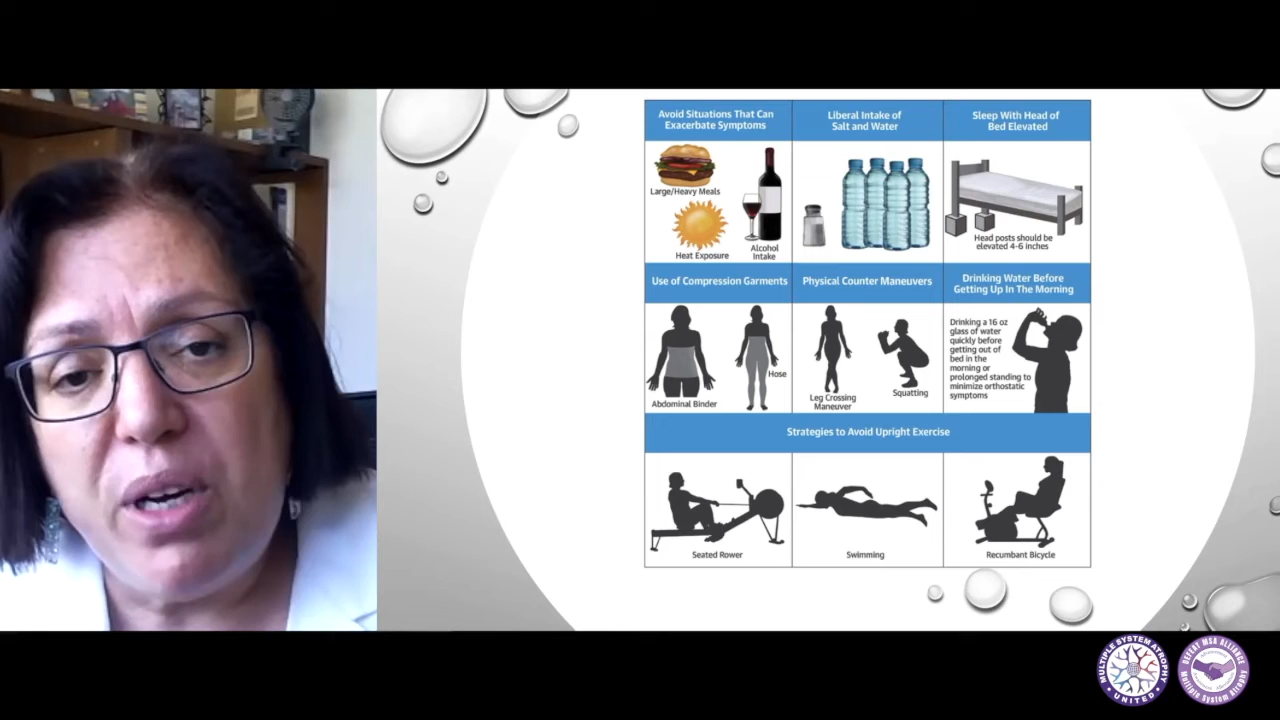 Avoid Situations That Can
Exacerbate Symptoms
Liberal Intake of
Salt and Water
Sleep With Head of
Bed Elevated
Large/Heavy Meals
Heat Exposure
Alcohol
Intake
Head posts should be
elevated 4-6 inches
Use of Compression Garments
Physical Counter Maneuvers
Drinking Water Before
Getting Up In The Morning
Abdominal Binder
Hose
Leg Crossing
Maneuver
Squatting
Drinking a 16 oz
glass of water
quickly before
getting out of
bed in the
morning or
prolonged standing to
minimize orthostatic
symptoms
Strategies to Avoid Upright Exercise
Seated Rower
Swimming
Recumbant Bicycle
MULTIPLE SYSTEM ATROPHY
UNITED
DEFEAT MSA ALLIANCE
Multiple System Atrophy